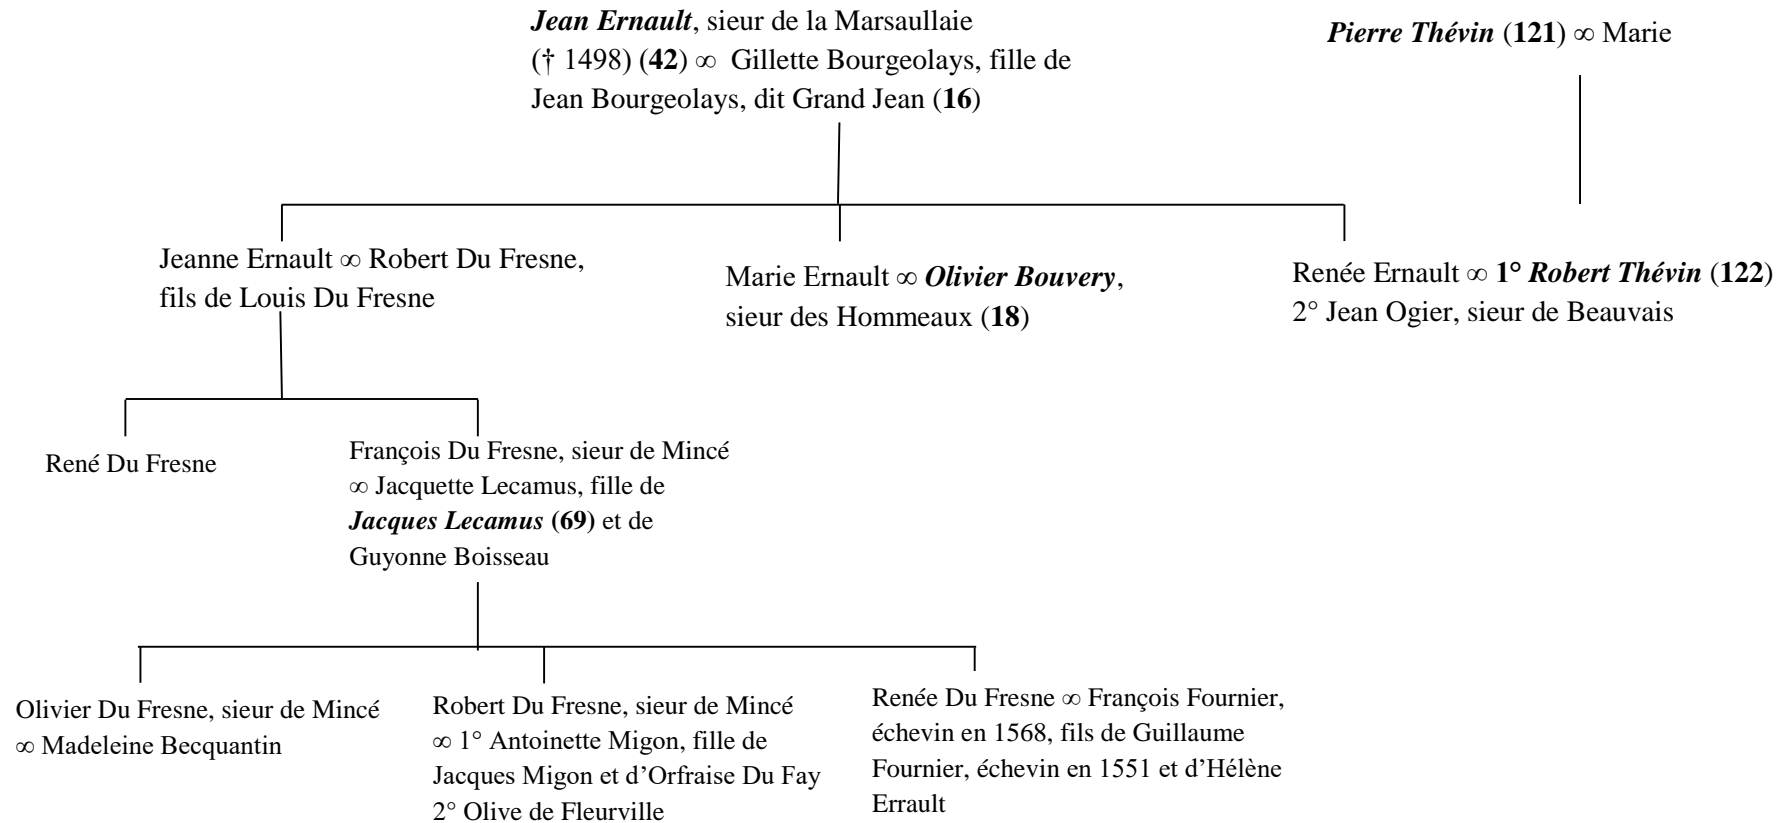 Jean Ernault, sieur de la Marsaullaie
(† 1498) (42) ∞ Gillette Bourgeolays, fille de
Jean Bourgeolays, dit Grand Jean (16)
Pierre Thévin (121) ∞ Marie
Jeanne Ernault ∞ Robert Du Fresne,
fils de Louis Du Fresne
Marie Ernault ∞ Olivier Bouvery,
sieur des Hommeaux (18)
Renée Ernault ∞ 1° Robert Thévin (122)
2° Jean Ogier, sieur de Beauvais
René Du Fresne
François Du Fresne, sieur de Mincé
∞ Jacquette Lecamus, fille de
Jacques Lecamus (69) et de
Guyonne Boisseau
Olivier Du Fresne, sieur de Mincé
∞ Madeleine Becquantin
Robert Du Fresne, sieur de Mincé
∞ 1° Antoinette Migon, fille de
Jacques Migon et d’Orfraise Du Fay
2° Olive de Fleurville
Renée Du Fresne ∞ François Fournier,
échevin en 1568, fils de Guillaume
Fournier, échevin en 1551 et d’Hélène
Errault